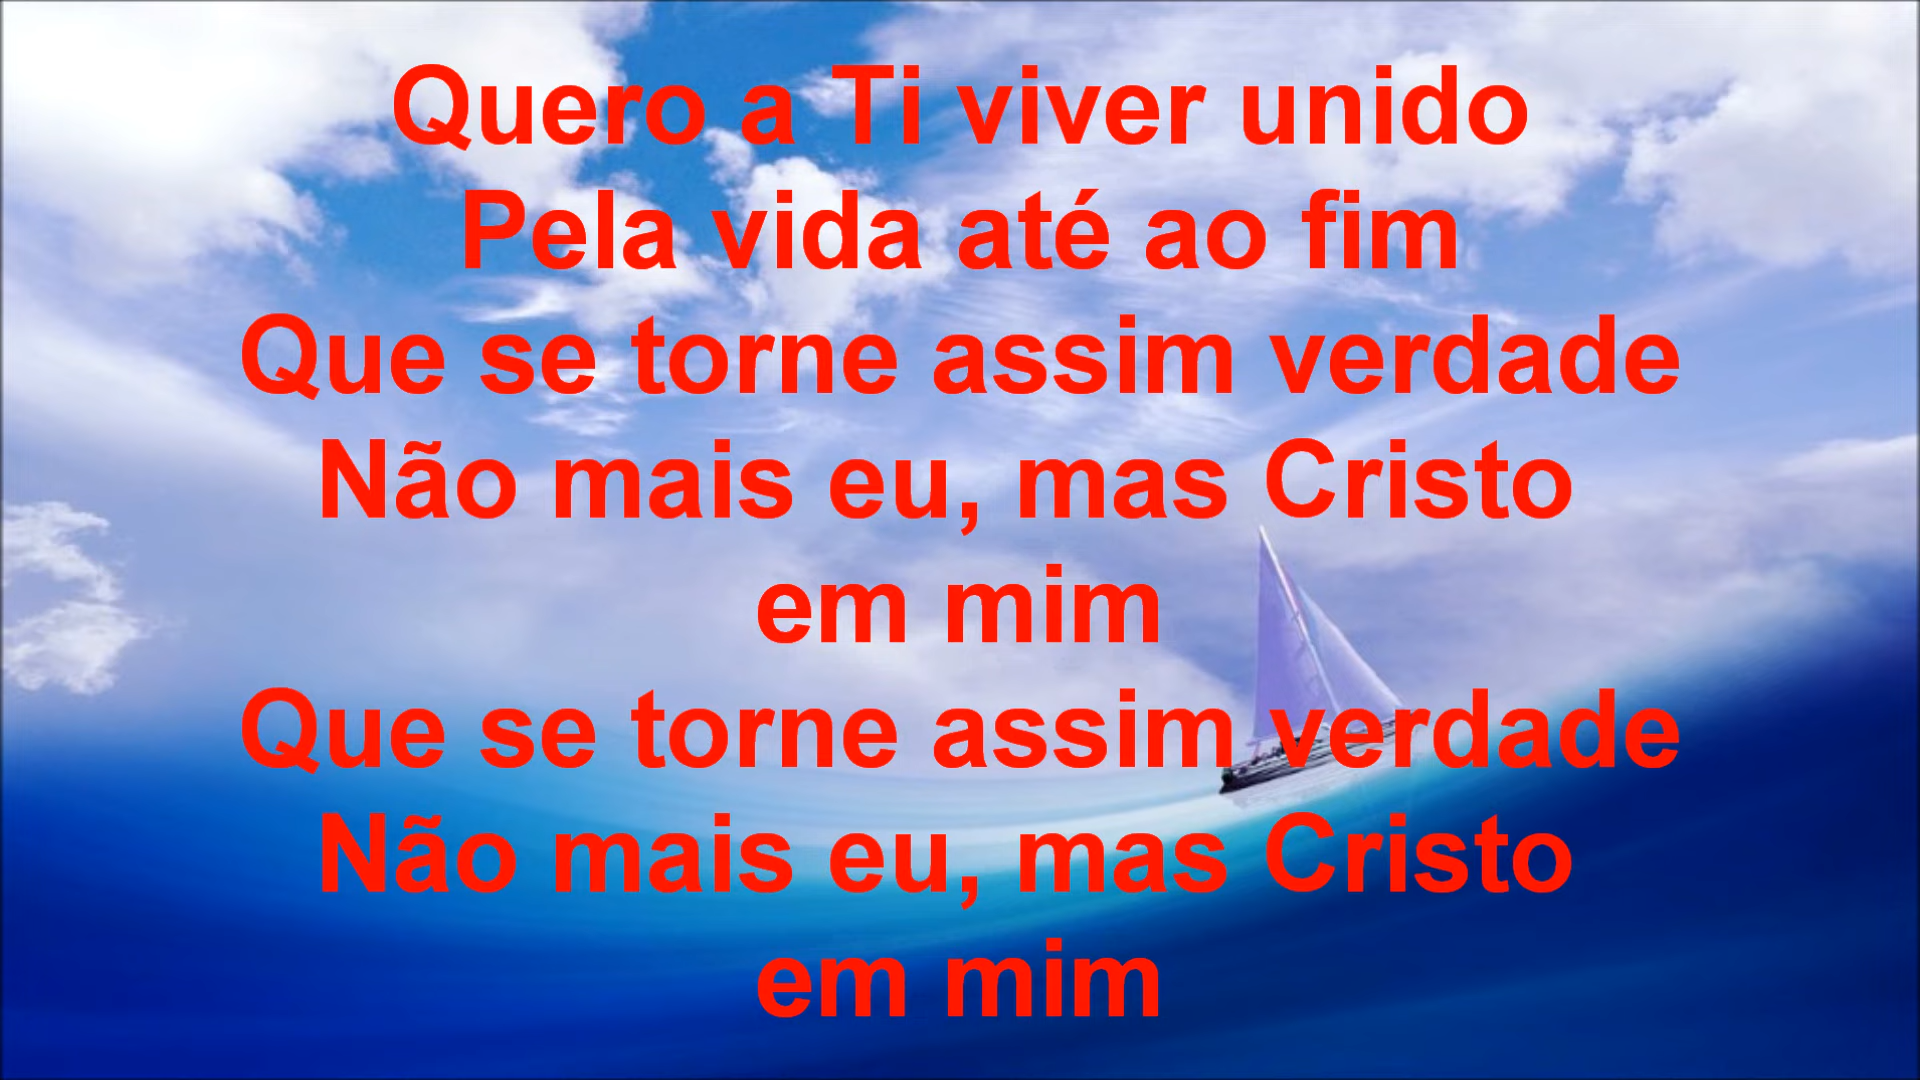 Quero a Ti viver unido
Pela vida até ao fim
Que se torne assim verdade
Não mais eu, mas Cristo
em mim
Que se torne assim verdade
Não mais eu, mas Cristo
em mim